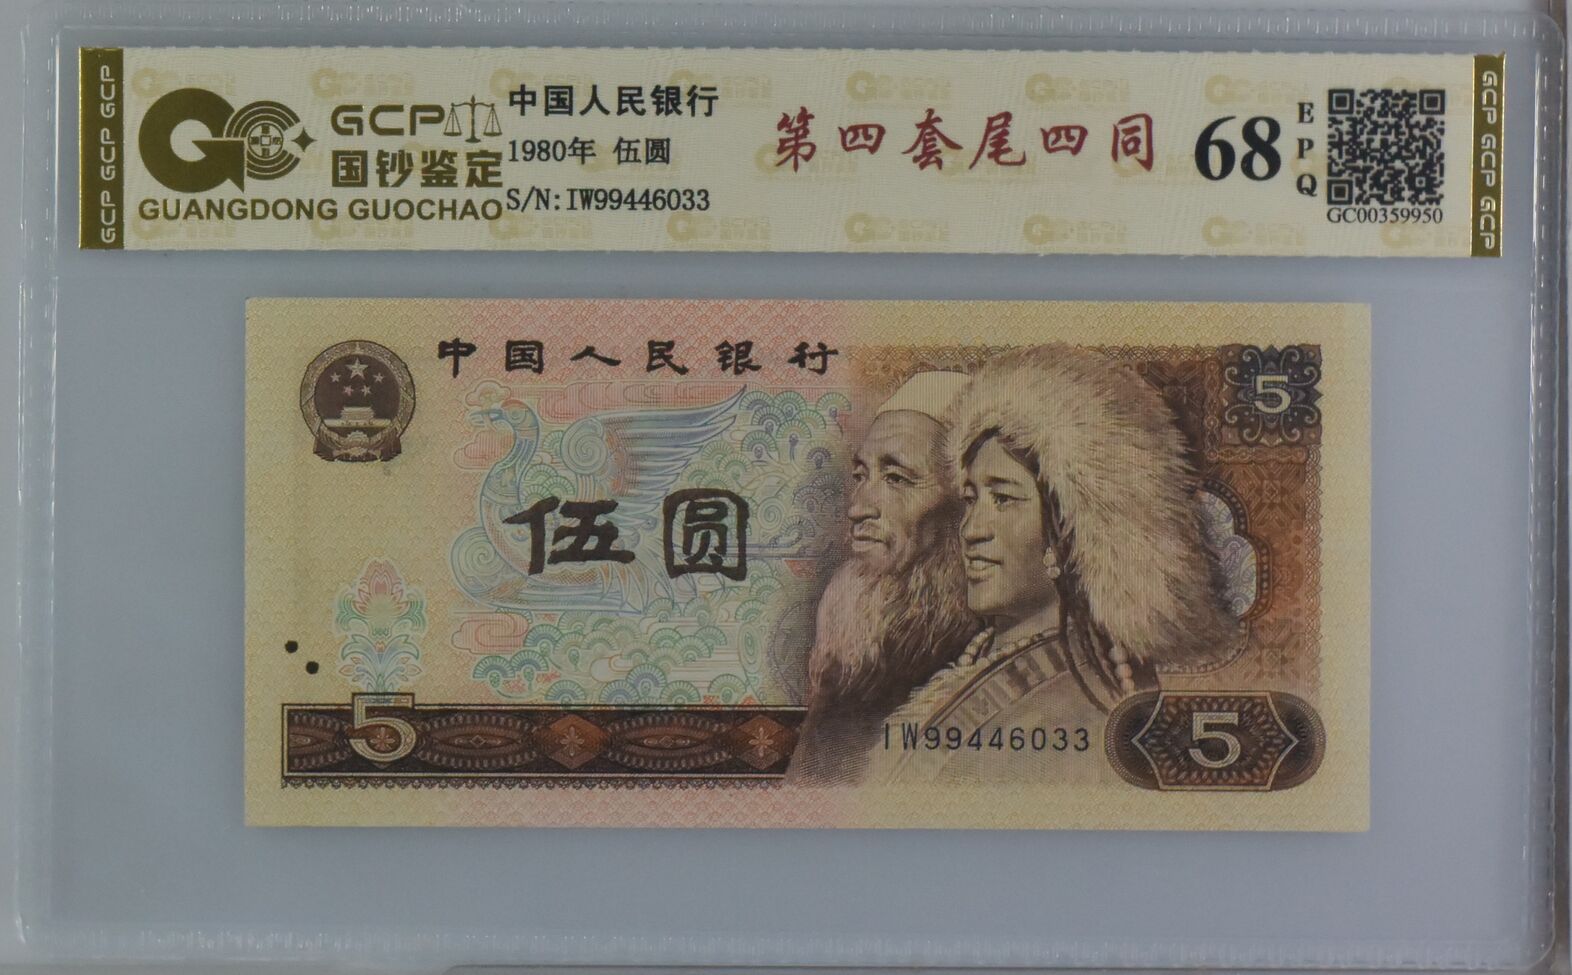 GCP GCP GCP
GCP
国钞鉴定
GUANGDONG GUOCHAO
中国人民银行
1980年 伍圆
S/N:IW99446033
第四套尾四同
68
EPQ
GC00359950
GCP GCP GCP
中国人民银行
5
伍圆
5
IW99446033
5